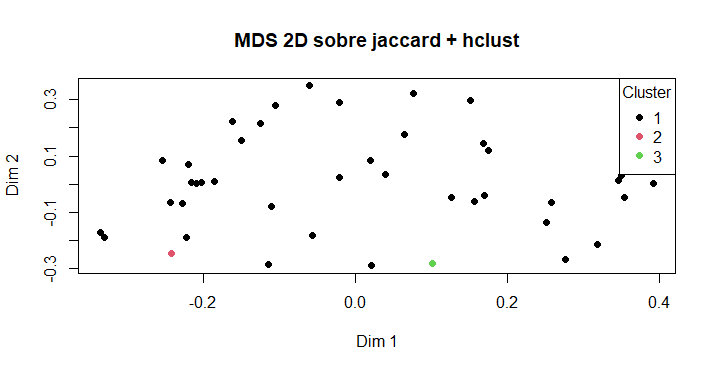 MDS 2D sobre jaccard + hclust
Cluster
1
2
3
0.3
0.1
-0.1
-0.3
Dim 2
-0.2
0.0
0.2
0.4
Dim 1